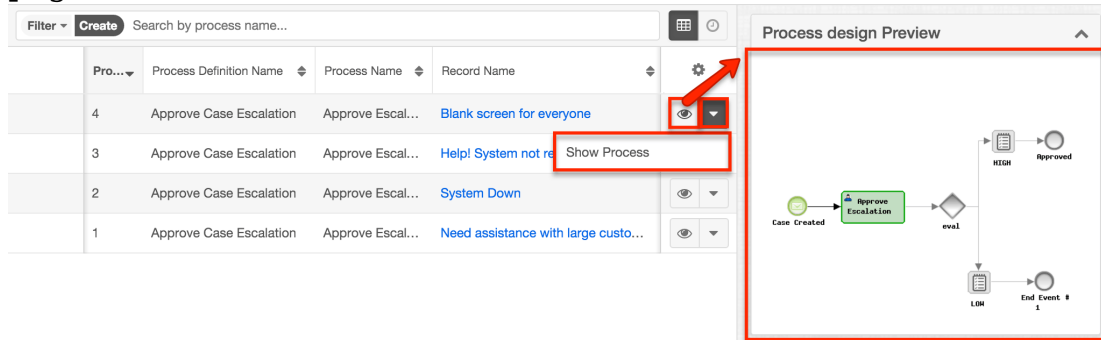 Filter Create Search by process name...
Process design Preview
Pro... Process Definition Name Process Name Record Name
4 Approve Case Escalation Approve Escal... Blank screen for everyone
Show Process
3 Approve Case Escalation Approve Escal... Help! System not re
2 Approve Case Escalation Approve Escal... System Down
1 Approve Case Escalation Approve Escal... Need assistance with large custo...
HIGH
Approved
Approve
Escalation
Case Created
eval
LOW
End Event #
1